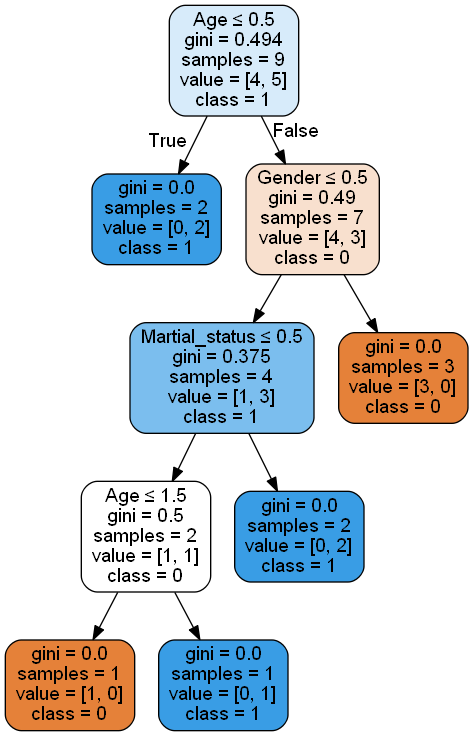 Age ≤ 0.5
gini = 0.494
samples = 9
value = [4, 5]
class = 1
True
False
gini = 0.0
samples = 2
value = [0, 2]
class = 1
Gender ≤ 0.5
gini = 0.49
samples = 7
value = [4, 3]
class = 0
Martial_status ≤ 0.5
gini = 0.375
samples = 4
value = [1, 3]
class = 1
gini = 0.0
samples = 3
value = [3, 0]
class = 0
Age ≤ 1.5
gini = 0.5
samples = 2
value = [1, 1]
class = 0
gini = 0.0
samples = 2
value = [0, 2]
class = 1
gini = 0.0
samples = 1
value = [1, 0]
class = 0
gini = 0.0
samples = 1
value = [0, 1]
class = 1